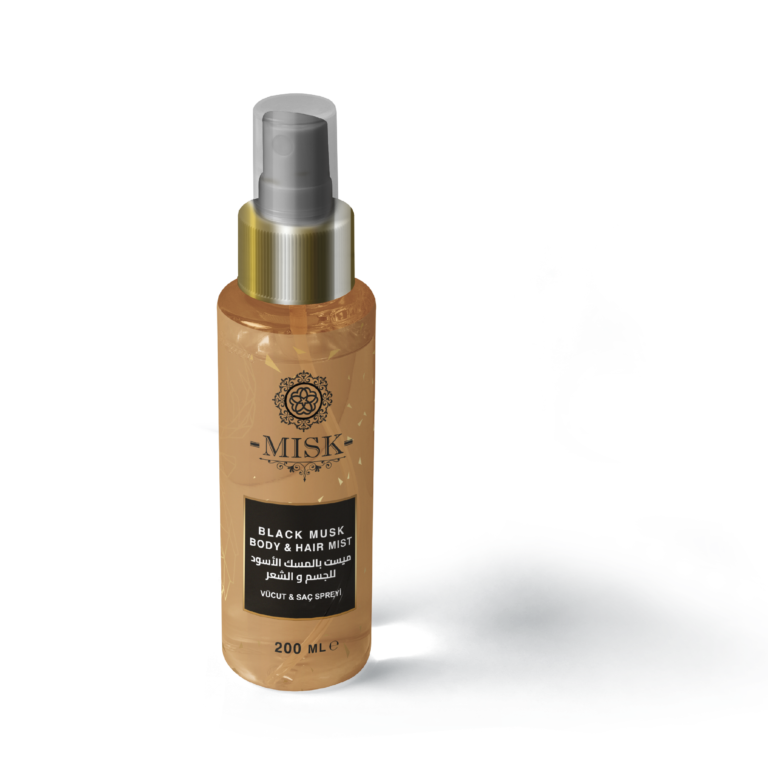 MISK
BLACK MUSK
BODY & HAIR MIST
ميست بالمسك الأسود
للجسم و الشعر
VÜCUT & SAÇ SPREYİ
200 ML ℮